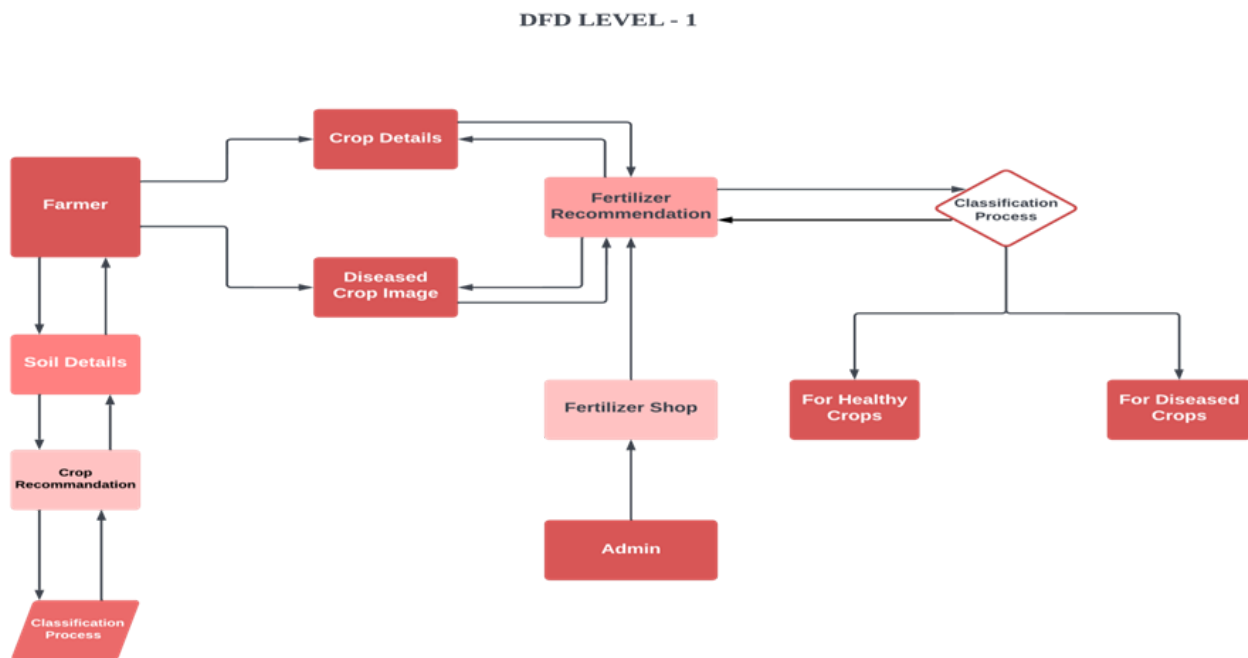 DFD LEVEL - 1
Crop Details
Farmer
Fertilizer
Recommendation
Classification
Process
Diseased
Crop Image
Soil Details
Fertilizer Shop
For Healthy
Crops
For Diseased
Crops
Crop
Recommandation
Admin
Classification
Process